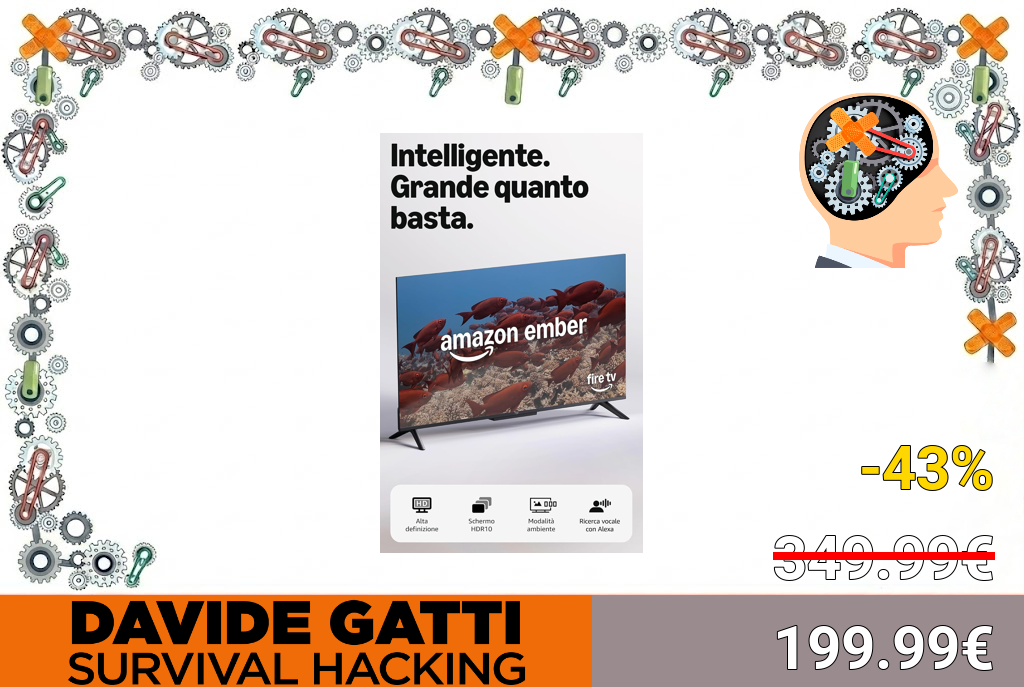 Intelligente.
Grande quanto
basta.
amazon ember
fire tv
HD
Alta
definizione
Schermo
HDR10
Modalità
ambiente
Ricerca vocale
con Alexa
-43%
349.99€
DAVIDE GATTI
SURVIVAL HACKING
199.99€